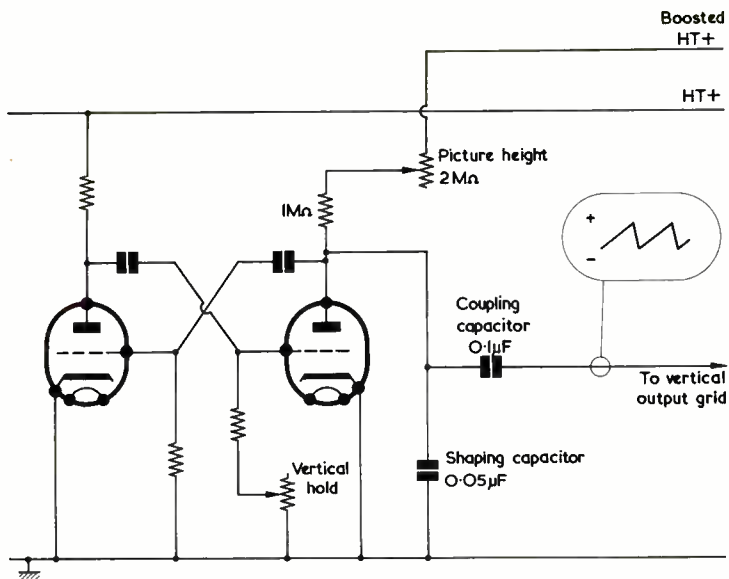 Boosted
HT+
HT+
Picture height
2MΩ
1MΩ
+
−
Coupling
capacitor
0·1µF
To vertical
output grid
Vertical
hold
Shaping capacitor
0·05µF